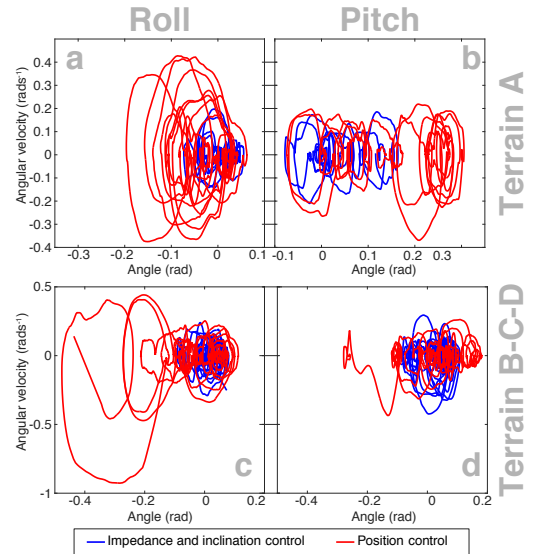 Roll Pitch
a b
Angular velocity (rads⁻¹)
0.4
0.3
0.2
0.1
0
-0.1
-0.2
-0.3
-0.4
-0.3 -0.2 -0.1 0 0.1
-0.1 0 0.1 0.2 0.3
Angle (rad) Angle (rad)
Terrain A
Angular velocity (rads⁻¹)
0.5
0
-0.5
-1
c d
-0.4 -0.2 0 0.2
-0.4 -0.2 0 0.2
Angle (rad) Angle (rad)
Terrain B-C-D
Impedance and inclination control Position control